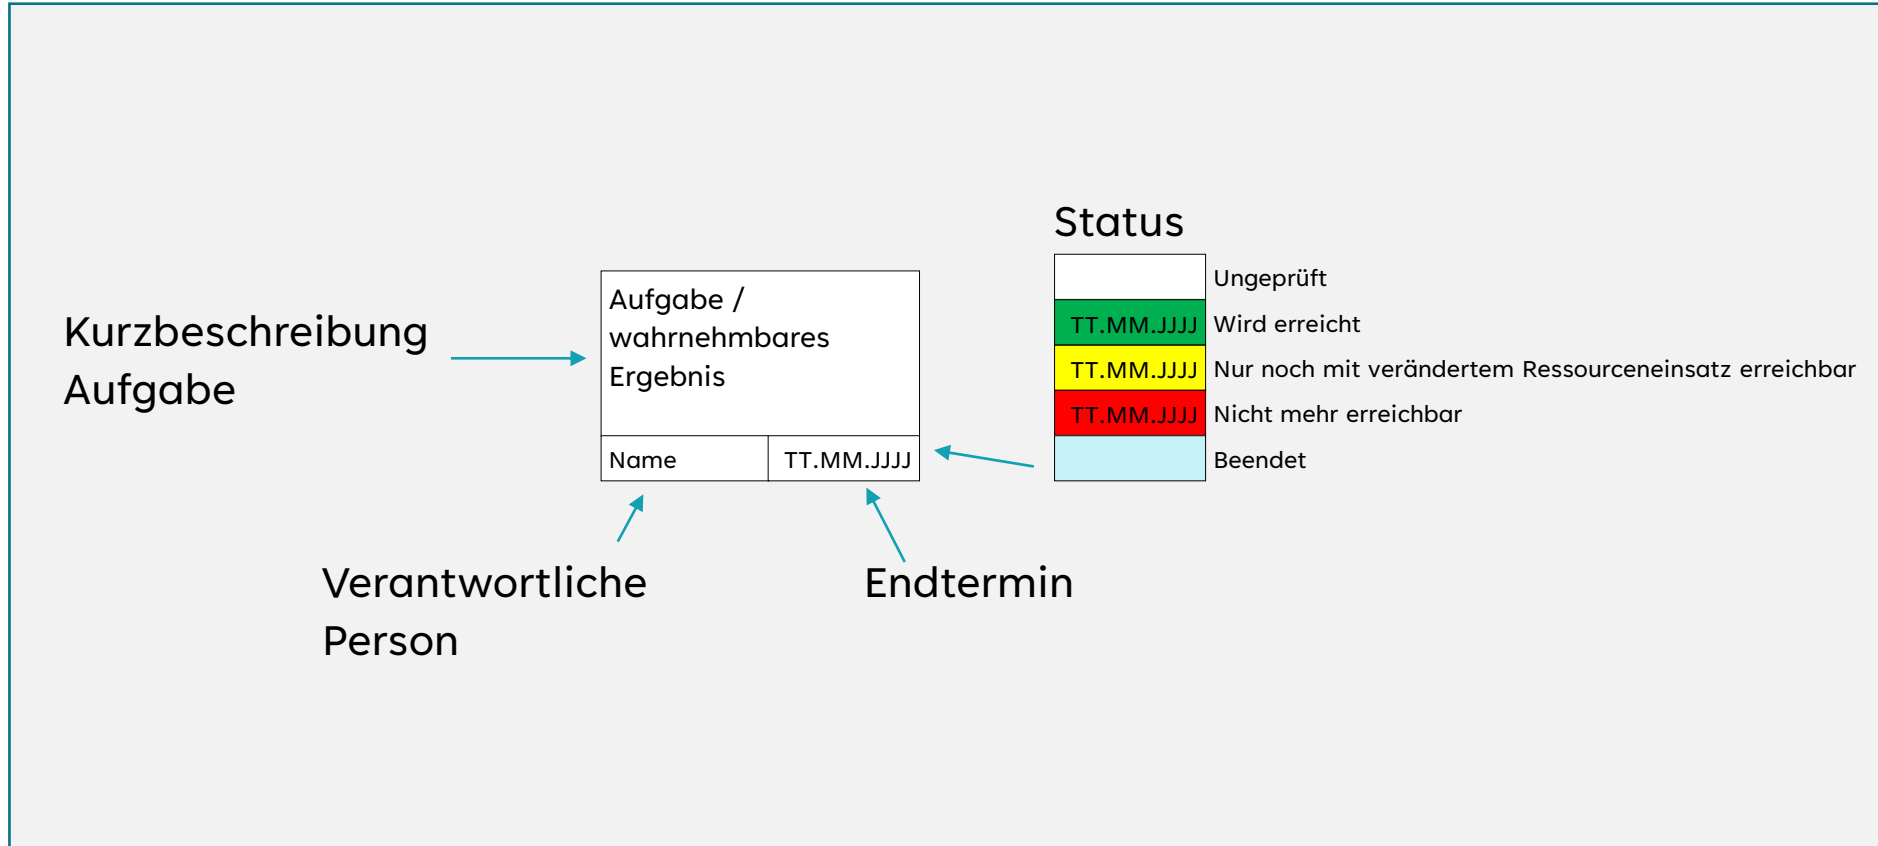 Kurzbeschreibung
Aufgabe
Aufgabe /
wahrnehmbares
Ergebnis
Name
TT.MM.JJJJ
Verantwortliche
Person
Endtermin
Status
Ungeprüft
TT.MM.JJJJ Wird erreicht
TT.MM.JJJJ Nur noch mit verändertem Ressourceneinsatz erreichbar
TT.MM.JJJJ Nicht mehr erreichbar
Beendet